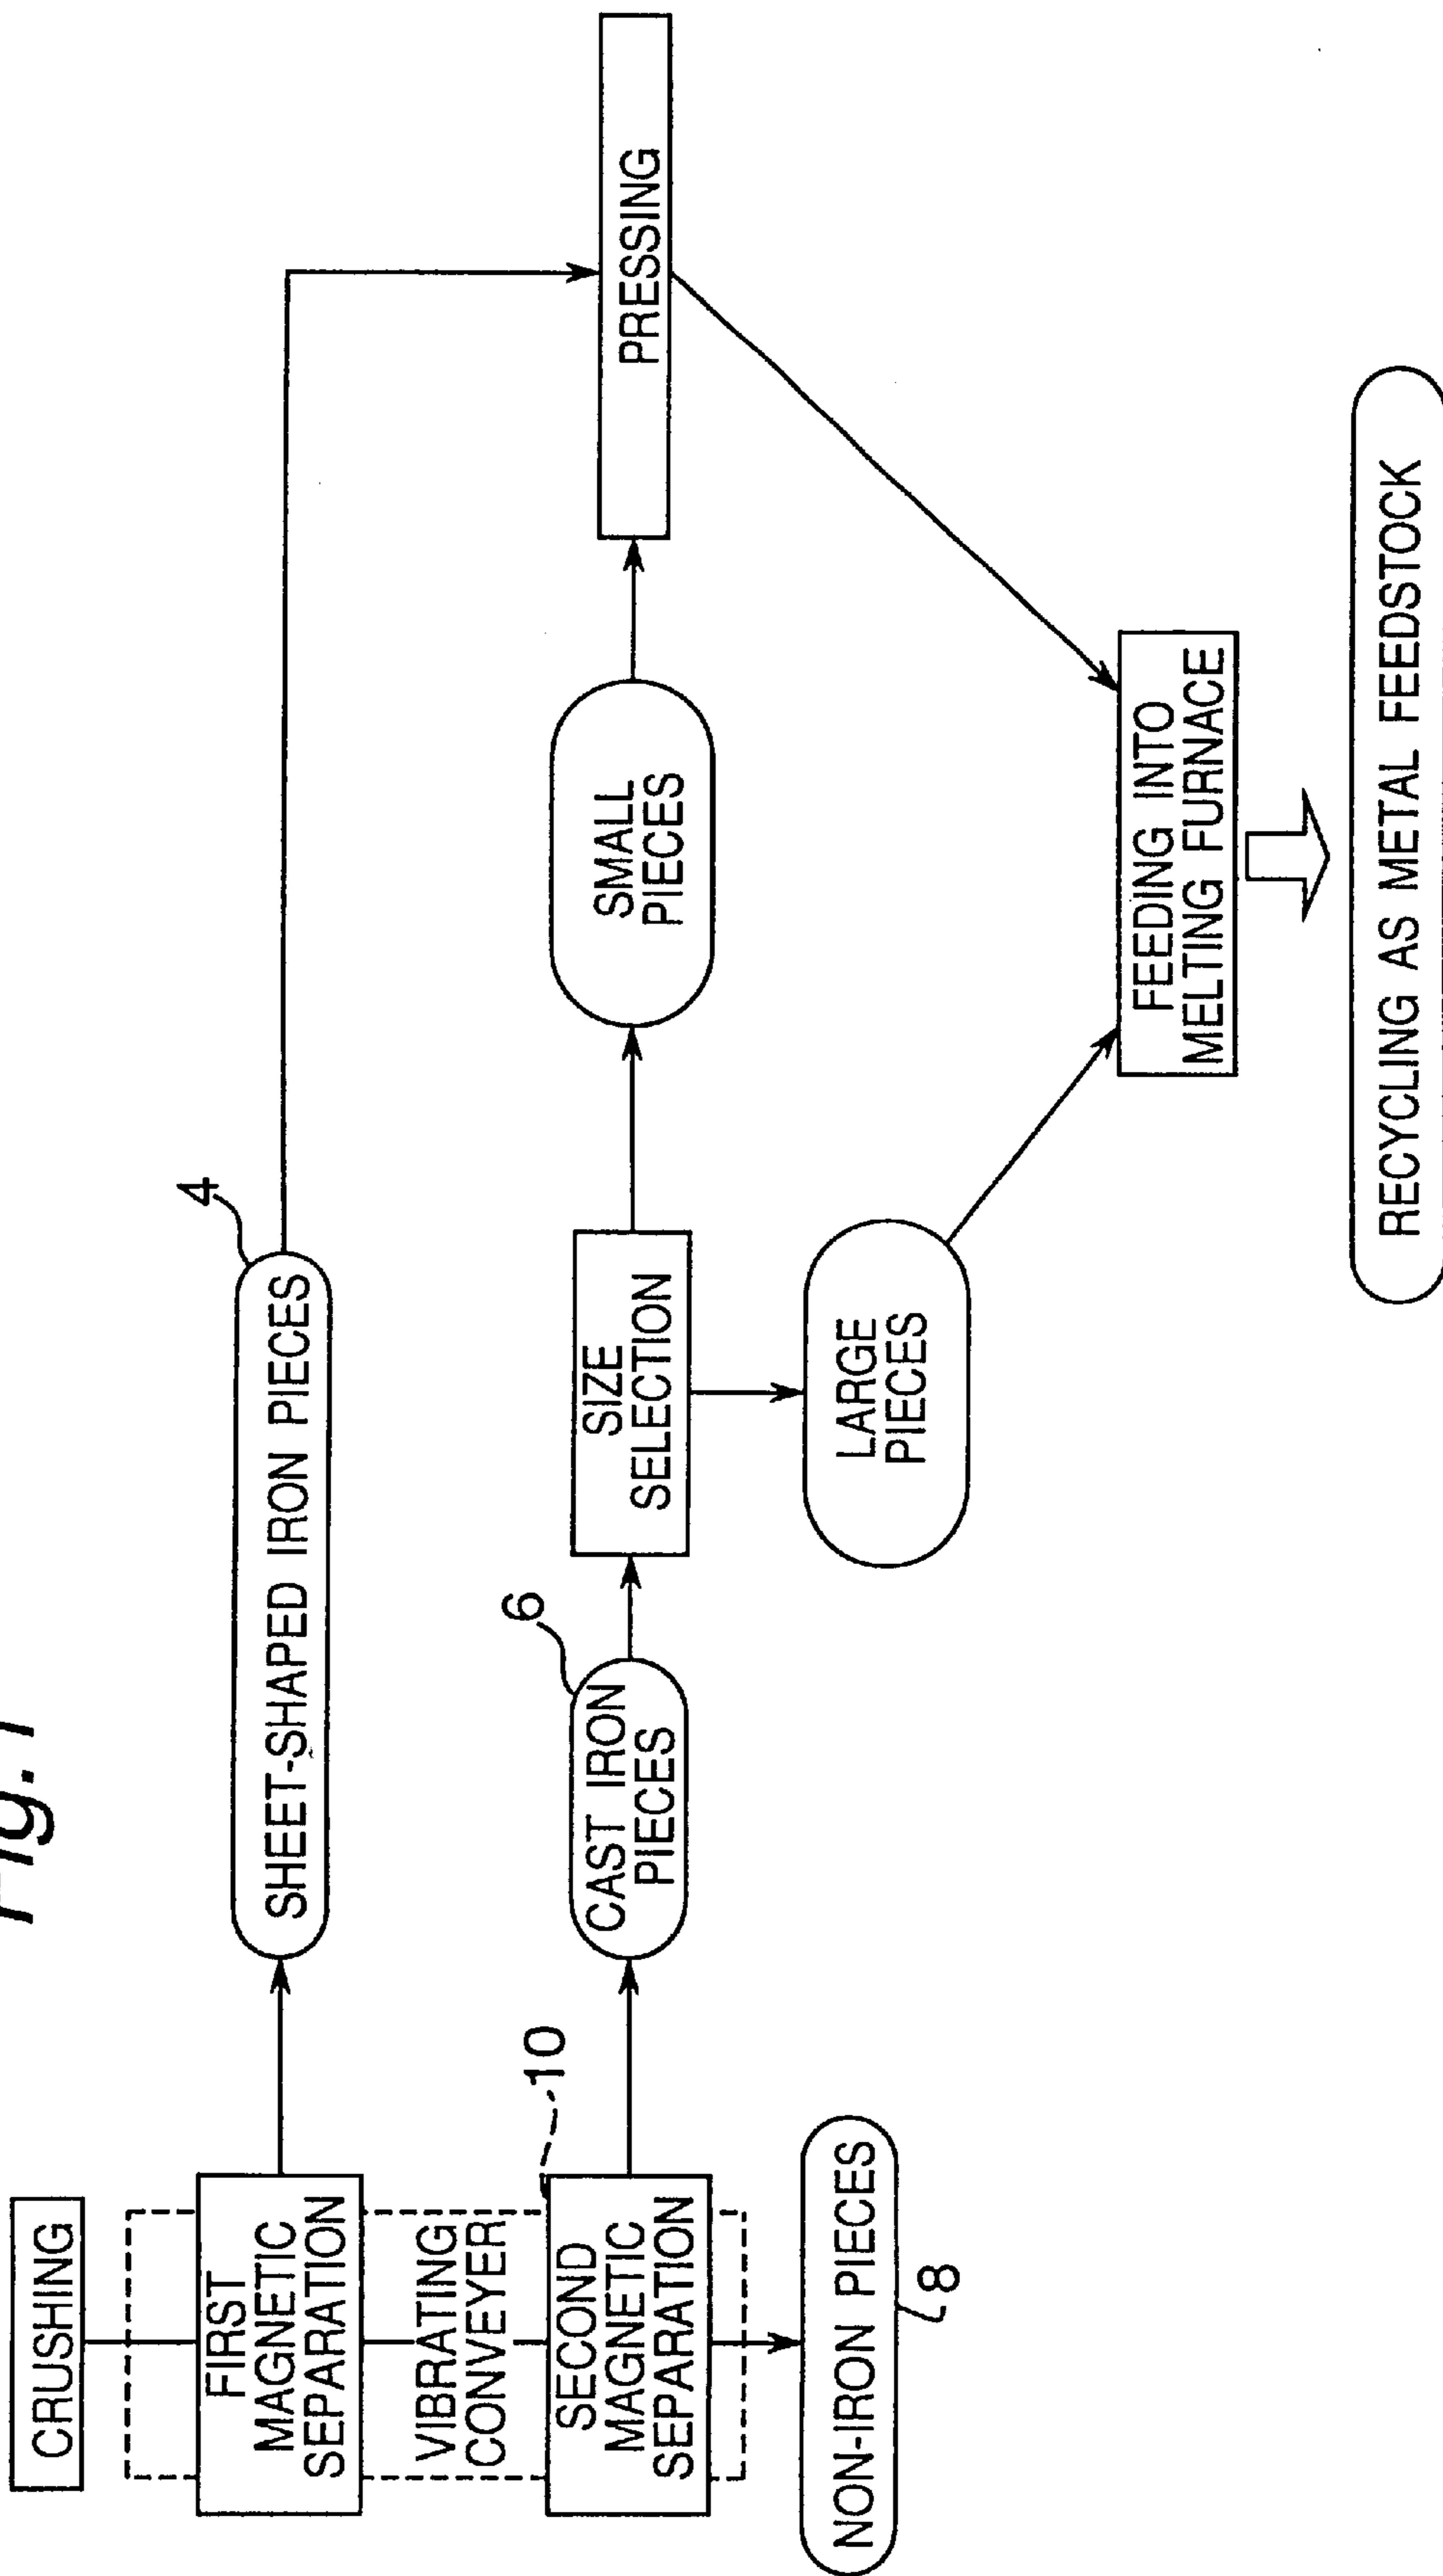 Fig. 1
CRUSHING
FIRST
MAGNETIC
SEPARATION
4
SHEET-SHAPED IRON PIECES
VIBRATING
CONVEYER
10
SECOND
MAGNETIC
SEPARATION
6
CAST IRON
PIECES
SIZE
SELECTION
SMALL
PIECES
PRESSING
NON-IRON PIECES
8
LARGE
PIECES
FEEDING INTO
MELTING FURNACE
RECYCLING AS METAL FEEDSTOCK